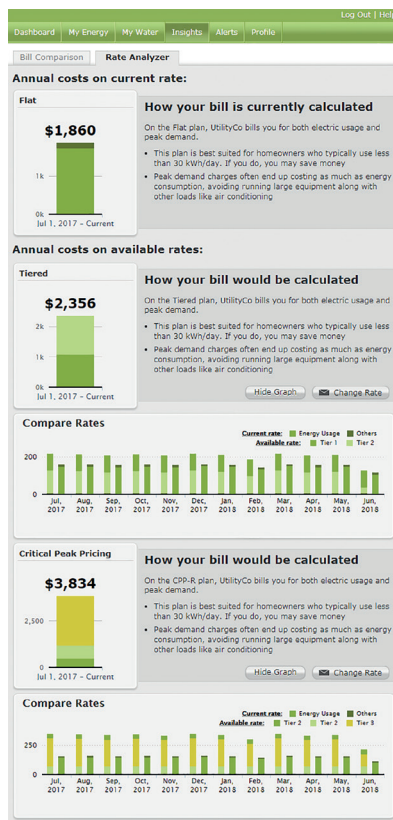 Log Out | Help
Dashboard My Energy My Water Insights Alerts Profile
Bill Comparison Rate Analyzer
Annual costs on current rate:
Flat
$1,860
1k
0k
Jul 1, 2017 - Current
How your bill is currently calculated
On the Flat plan, UtilityCo bills you for both electric usage and
peak demand.
• This plan is best suited for homeowners who typically use less
than 30 kWh/day. If you do, you may save money
• Peak demand charges often end up costing as much as energy
consumption, avoiding running large equipment along with
other loads like air conditioning
Annual costs on available rates:
Tiered
$2,356
2k
1k
0k
Jul 1, 2017 - Current
How your bill would be calculated
On the Tiered plan, UtilityCo bills you for both electric usage and
peak demand.
• This plan is best suited for homeowners who typically use less
than 30 kWh/day. If you do, you may save money
• Peak demand charges often end up costing as much as energy
consumption, avoiding running large equipment along with
other loads like air conditioning
Hide Graph Change Rate
Compare Rates
Current rate: Energy Usage Others
Available rate: Tier 1 Tier 2
200
0
Jul, Aug, Sep, Oct, Nov, Dec, Jan, Feb, Mar, Apr, May, Jun,
2017 2017 2017 2017 2017 2017 2018 2018 2018 2018 2018 2018
Critical Peak Pricing
$3,834
2,500
0
Jul 1, 2017 - Current
How your bill would be calculated
On the CPP-R plan, UtilityCo bills you for both electric usage and
peak demand.
• This plan is best suited for homeowners who typically use less
than 30 kWh/day. If you do, you may save money
• Peak demand charges often end up costing as much as energy
consumption, avoiding running large equipment along with
other loads like air conditioning
Hide Graph Change Rate
Compare Rates
Current rate: Energy Usage Others
Available rate: Tier 2 Tier 2 Tier 3
250
0
Jul, Aug, Sep, Oct, Nov, Dec, Jan, Feb, Mar, Apr, May, Jun,
2017 2017 2017 2017 2017 2017 2018 2018 2018 2018 2018 2018